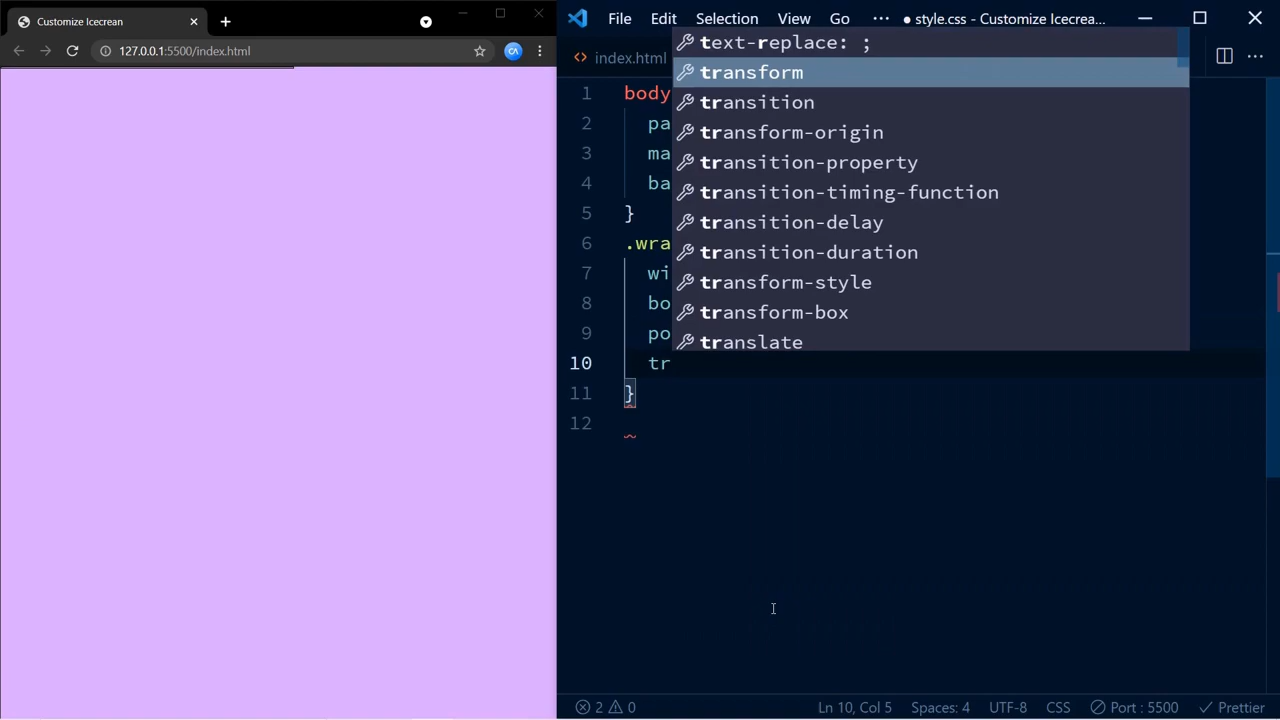 Customize Icecrean
127.0.0.1:5500/index.html
File Edit Selection View Go ··· ● style.css - Customize Icecrea...
index.html
text-replace: ;
transform
transition
transform-origin
transition-property
transition-timing-function
transition-delay
transition-duration
transform-style
transform-box
translate
1 body
2 pa
3 ma
4 ba
5 }
6 .wra
7 wi
8 bo
9 po
10 tr
11 }
12
2 0 Ln 10, Col 5 Spaces: 4 UTF-8 CSS Port : 5500 Prettier